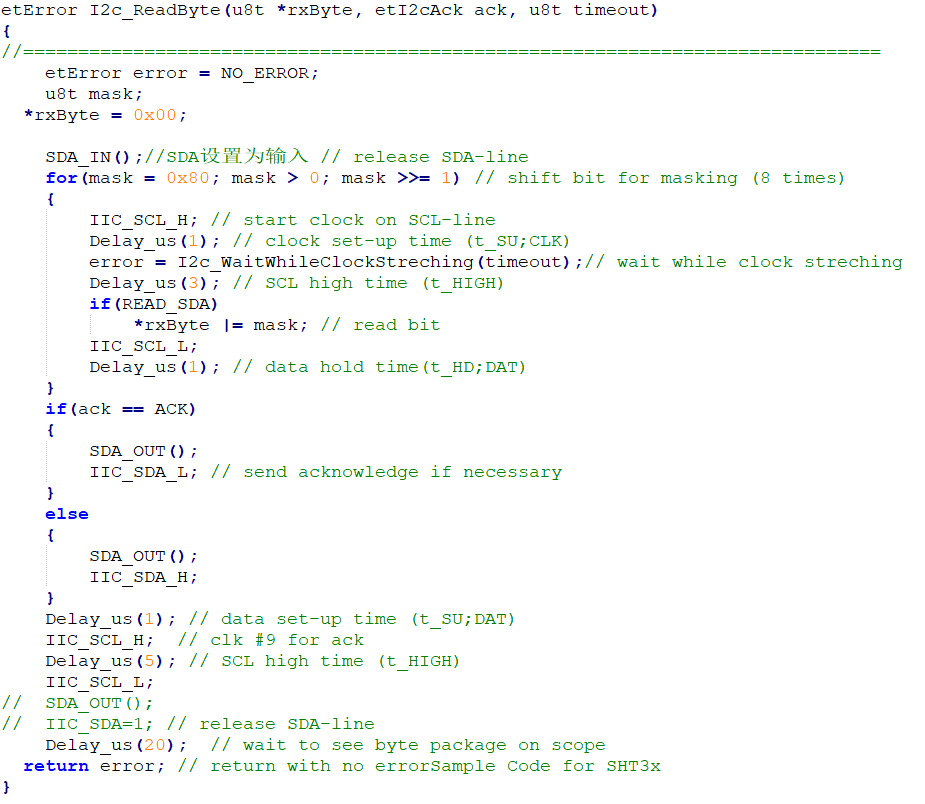 etError I2c_ReadByte(u8t *rxByte, etI2cAck ack, u8t timeout)
{
//==============================================================================
    etError error = NO_ERROR;
    u8t mask;
  *rxByte = 0x00;

    SDA_IN();//SDA设置为输入 // release SDA-line
    for(mask = 0x80; mask > 0; mask >>= 1) // shift bit for masking (8 times)
    {
        IIC_SCL_H; // start clock on SCL-line
        Delay_us(1); // clock set-up time (t_SU;CLK)
        error = I2c_WaitWhileClockStreching(timeout);// wait while clock streching
        Delay_us(3); // SCL high time (t_HIGH)
        if(READ_SDA)
            *rxByte |= mask; // read bit
        IIC_SCL_L;
        Delay_us(1); // data hold time(t_HD;DAT)
    }
    if(ack == ACK)
    {
        SDA_OUT();
        IIC_SDA_L; // send acknowledge if necessary
    }
    else
    {
        SDA_OUT();
        IIC_SDA_H;
    }
    Delay_us(1); // data set-up time (t_SU;DAT)
    IIC_SCL_H;  // clk #9 for ack
    Delay_us(5); // SCL high time (t_HIGH)
    IIC_SCL_L;
//  SDA_OUT();
//  IIC_SDA=1; // release SDA-line
    Delay_us(20);  // wait to see byte package on scope
  return error; // return with no errorSample Code for SHT3x
}